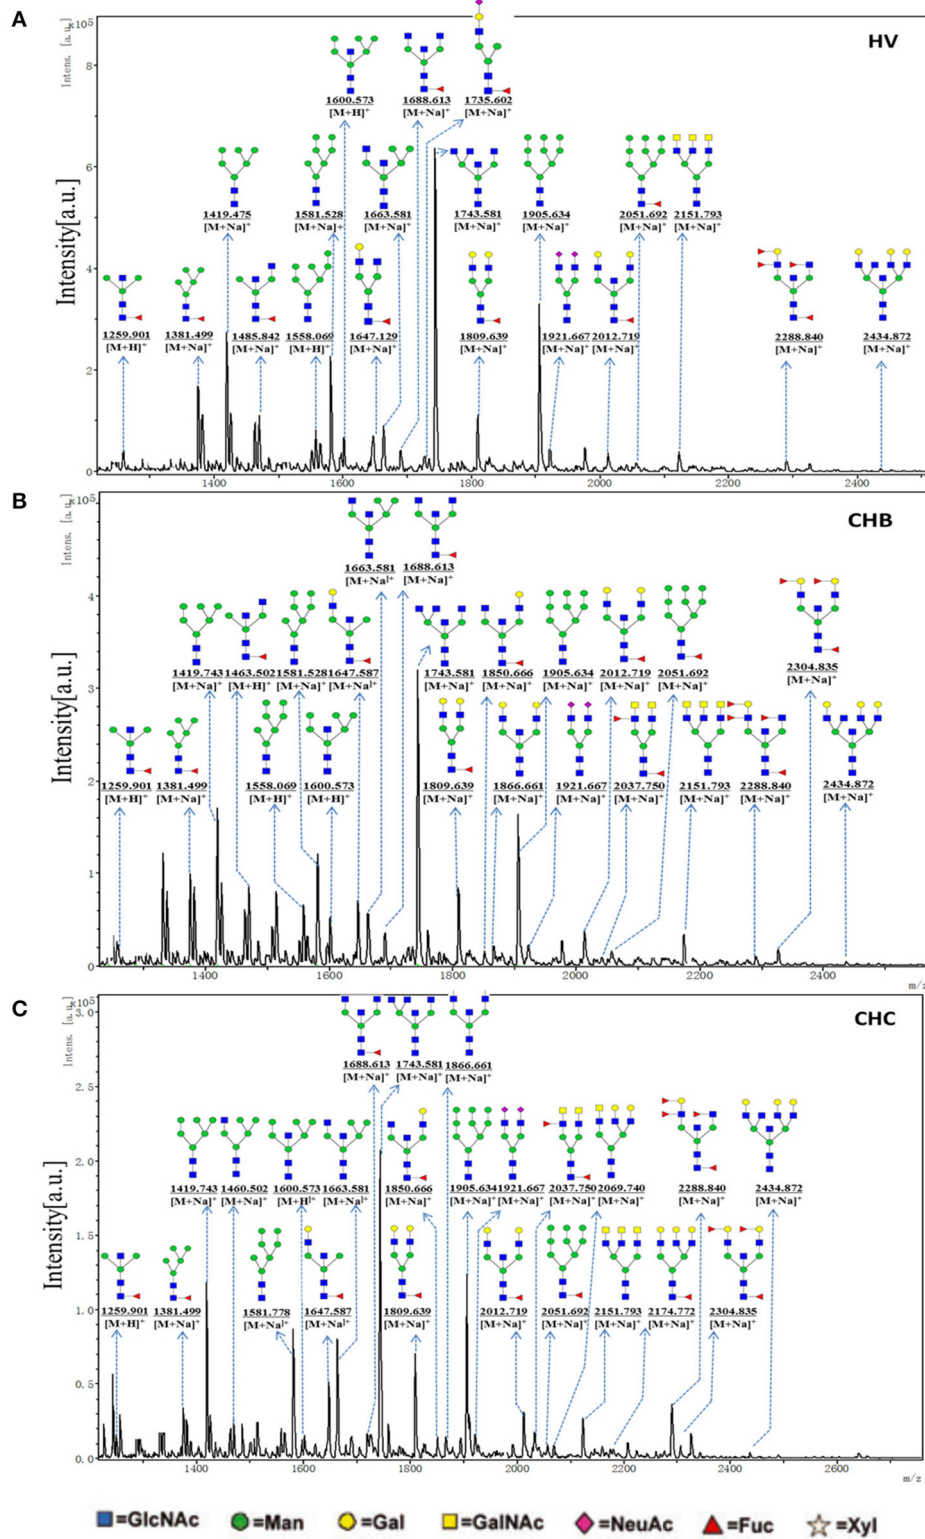 A
HV
Intens. [a.u.]
×10⁵
Intensity[a.u.]
8
6
4
2
0
1600.573 1688.613 1735.602
[M+H]⁺ [M+Na]⁺ [M+Na]⁺
1419.475 1581.528 1663.581 1743.581 1905.634 2051.692 2151.793
[M+Na]⁺ [M+Na]⁺ [M+Na]⁺ [M+Na]⁺ [M+Na]⁺ [M+Na]⁺ [M+Na]⁺
1259.901 1381.499 1485.842 1558.069 1647.129 1809.639 1921.667 2012.719 2288.840 2434.872
[M+H]⁺ [M+Na]⁺ [M+Na]⁺ [M+H]⁺ [M+Na]⁺ [M+Na]⁺ [M+Na]⁺ [M+Na]⁺ [M+Na]⁺ [M+Na]⁺
1400 1600 1800 2000 2200 2400
m/z
B
CHB
Intens. [a.u.]
×10⁵
Intensity[a.u.]
4
3
2
1
0
1663.581 1688.613
[M+Na]⁺ [M+Na]⁺
2304.835
[M+Na]⁺
1419.743 1463.502 1581.528 1647.587 1743.581 1850.666 1905.634 2012.719 2051.692
[M+Na]⁺ [M+H]⁺ [M+Na]⁺ [M+Na]⁺ [M+Na]⁺ [M+Na]⁺ [M+Na]⁺ [M+Na]⁺ [M+Na]⁺
1259.901 1381.499 1558.069 1600.573 1809.639 1866.661 1921.667 2037.750 2151.793 2288.840 2434.872
[M+H]⁺ [M+Na]⁺ [M+H]⁺ [M+H]⁺ [M+Na]⁺ [M+Na]⁺ [M+Na]⁺ [M+Na]⁺ [M+Na]⁺ [M+Na]⁺ [M+Na]⁺
1400 1600 1800 2000 2200 2400
m/z
C
CHC
Intens. [a.u.]
×10⁵
Intensity[a.u.]
3.0
2.5
2.0
1.5
1.0
0.5
0.0
1688.613 1743.581 1866.661
[M+Na]⁺ [M+Na]⁺ [M+Na]⁺
1419.743 1460.502 1600.573 1663.581 1850.666 1905.634 1921.667 2037.750 2069.740 2288.840 2434.872
[M+Na]⁺ [M+Na]⁺ [M+H]⁺ [M+Na]⁺ [M+Na]⁺ [M+Na]⁺ [M+Na]⁺ [M+Na]⁺ [M+Na]⁺ [M+Na]⁺ [M+Na]⁺
1259.901 1381.499 1581.778 1647.587 1809.639 2012.719 2051.692 2151.793 2174.772 2304.835
[M+H]⁺ [M+Na]⁺ [M+Na]⁺ [M+Na]⁺ [M+Na]⁺ [M+Na]⁺ [M+Na]⁺ [M+Na]⁺ [M+Na]⁺ [M+Na]⁺
1400 1600 1800 2000 2200 2400 2600
m/z
=GlcNAc =Man =Gal =GalNAc =NeuAc =Fuc =Xyl